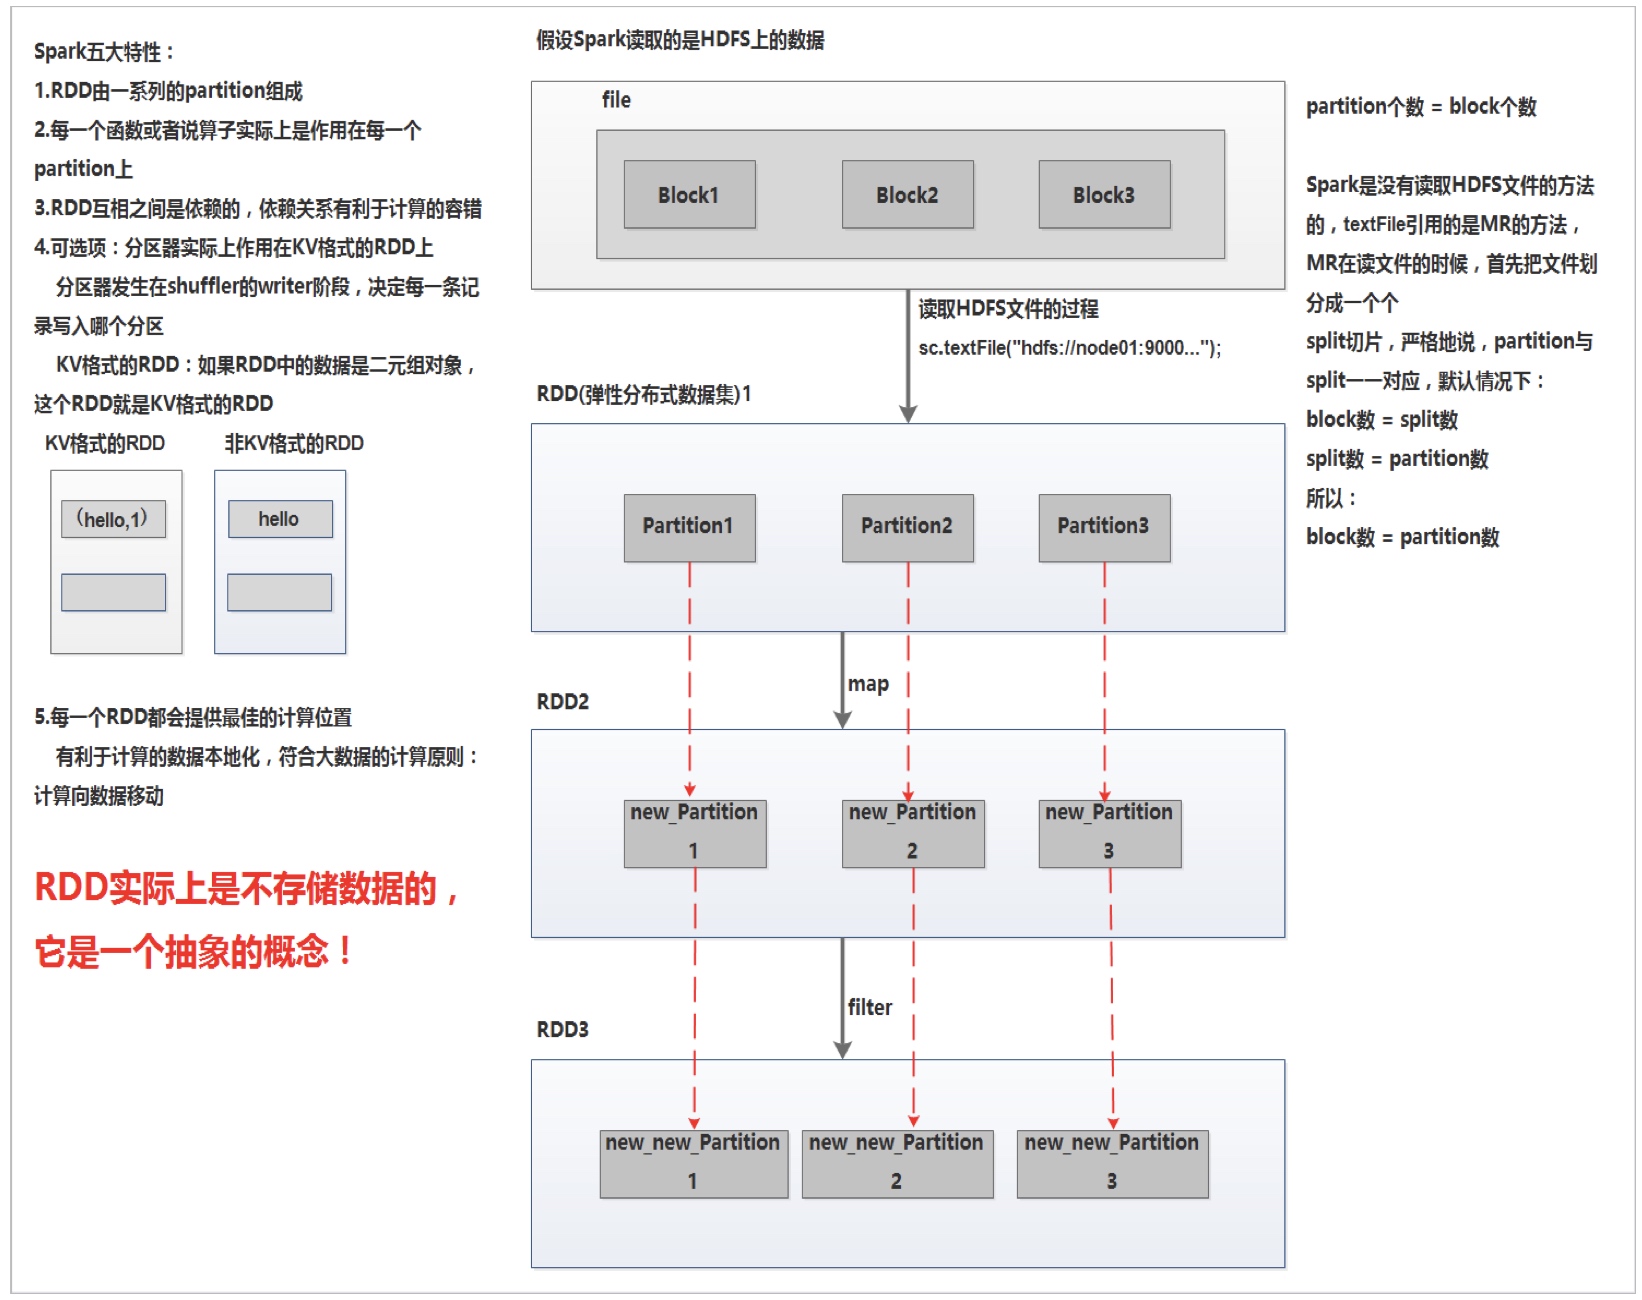 Spark五大特性：
1.RDD由一系列的partition组成
2.每一个函数或者说算子实际上是作用在每一个
partition上
3.RDD互相之间是依赖的，依赖关系有利于计算的容错
4.可选项：分区器实际上作用在KV格式的RDD上
分区器发生在shuffler的writer阶段，决定每一条记
录写入哪个分区
KV格式的RDD：如果RDD中的数据是二元组对象，
这个RDD就是KV格式的RDD
KV格式的RDD
非KV格式的RDD
（hello,1）
hello
5.每一个RDD都会提供最佳的计算位置
有利于计算的数据本地化，符合大数据的计算原则：
计算向数据移动
RDD实际上是不存储数据的，
它是一个抽象的概念！
假设Spark读取的是HDFS上的数据
file
Block1
Block2
Block3
读取HDFS文件的过程
sc.textFile("hdfs://node01:9000...");
RDD(弹性分布式数据集)1
Partition1
Partition2
Partition3
map
RDD2
new_Partition
1
new_Partition
2
new_Partition
3
filter
RDD3
new_new_Partition
1
new_new_Partition
2
new_new_Partition
3
partition个数 = block个数
Spark是没有读取HDFS文件的方法
的，textFile引用的是MR的方法，
MR在读文件的时候，首先把文件划
分成一个个
split切片，严格地说，partition与
split一一对应，默认情况下：
block数 = split数
split数 = partition数
所以：
block数 = partition数